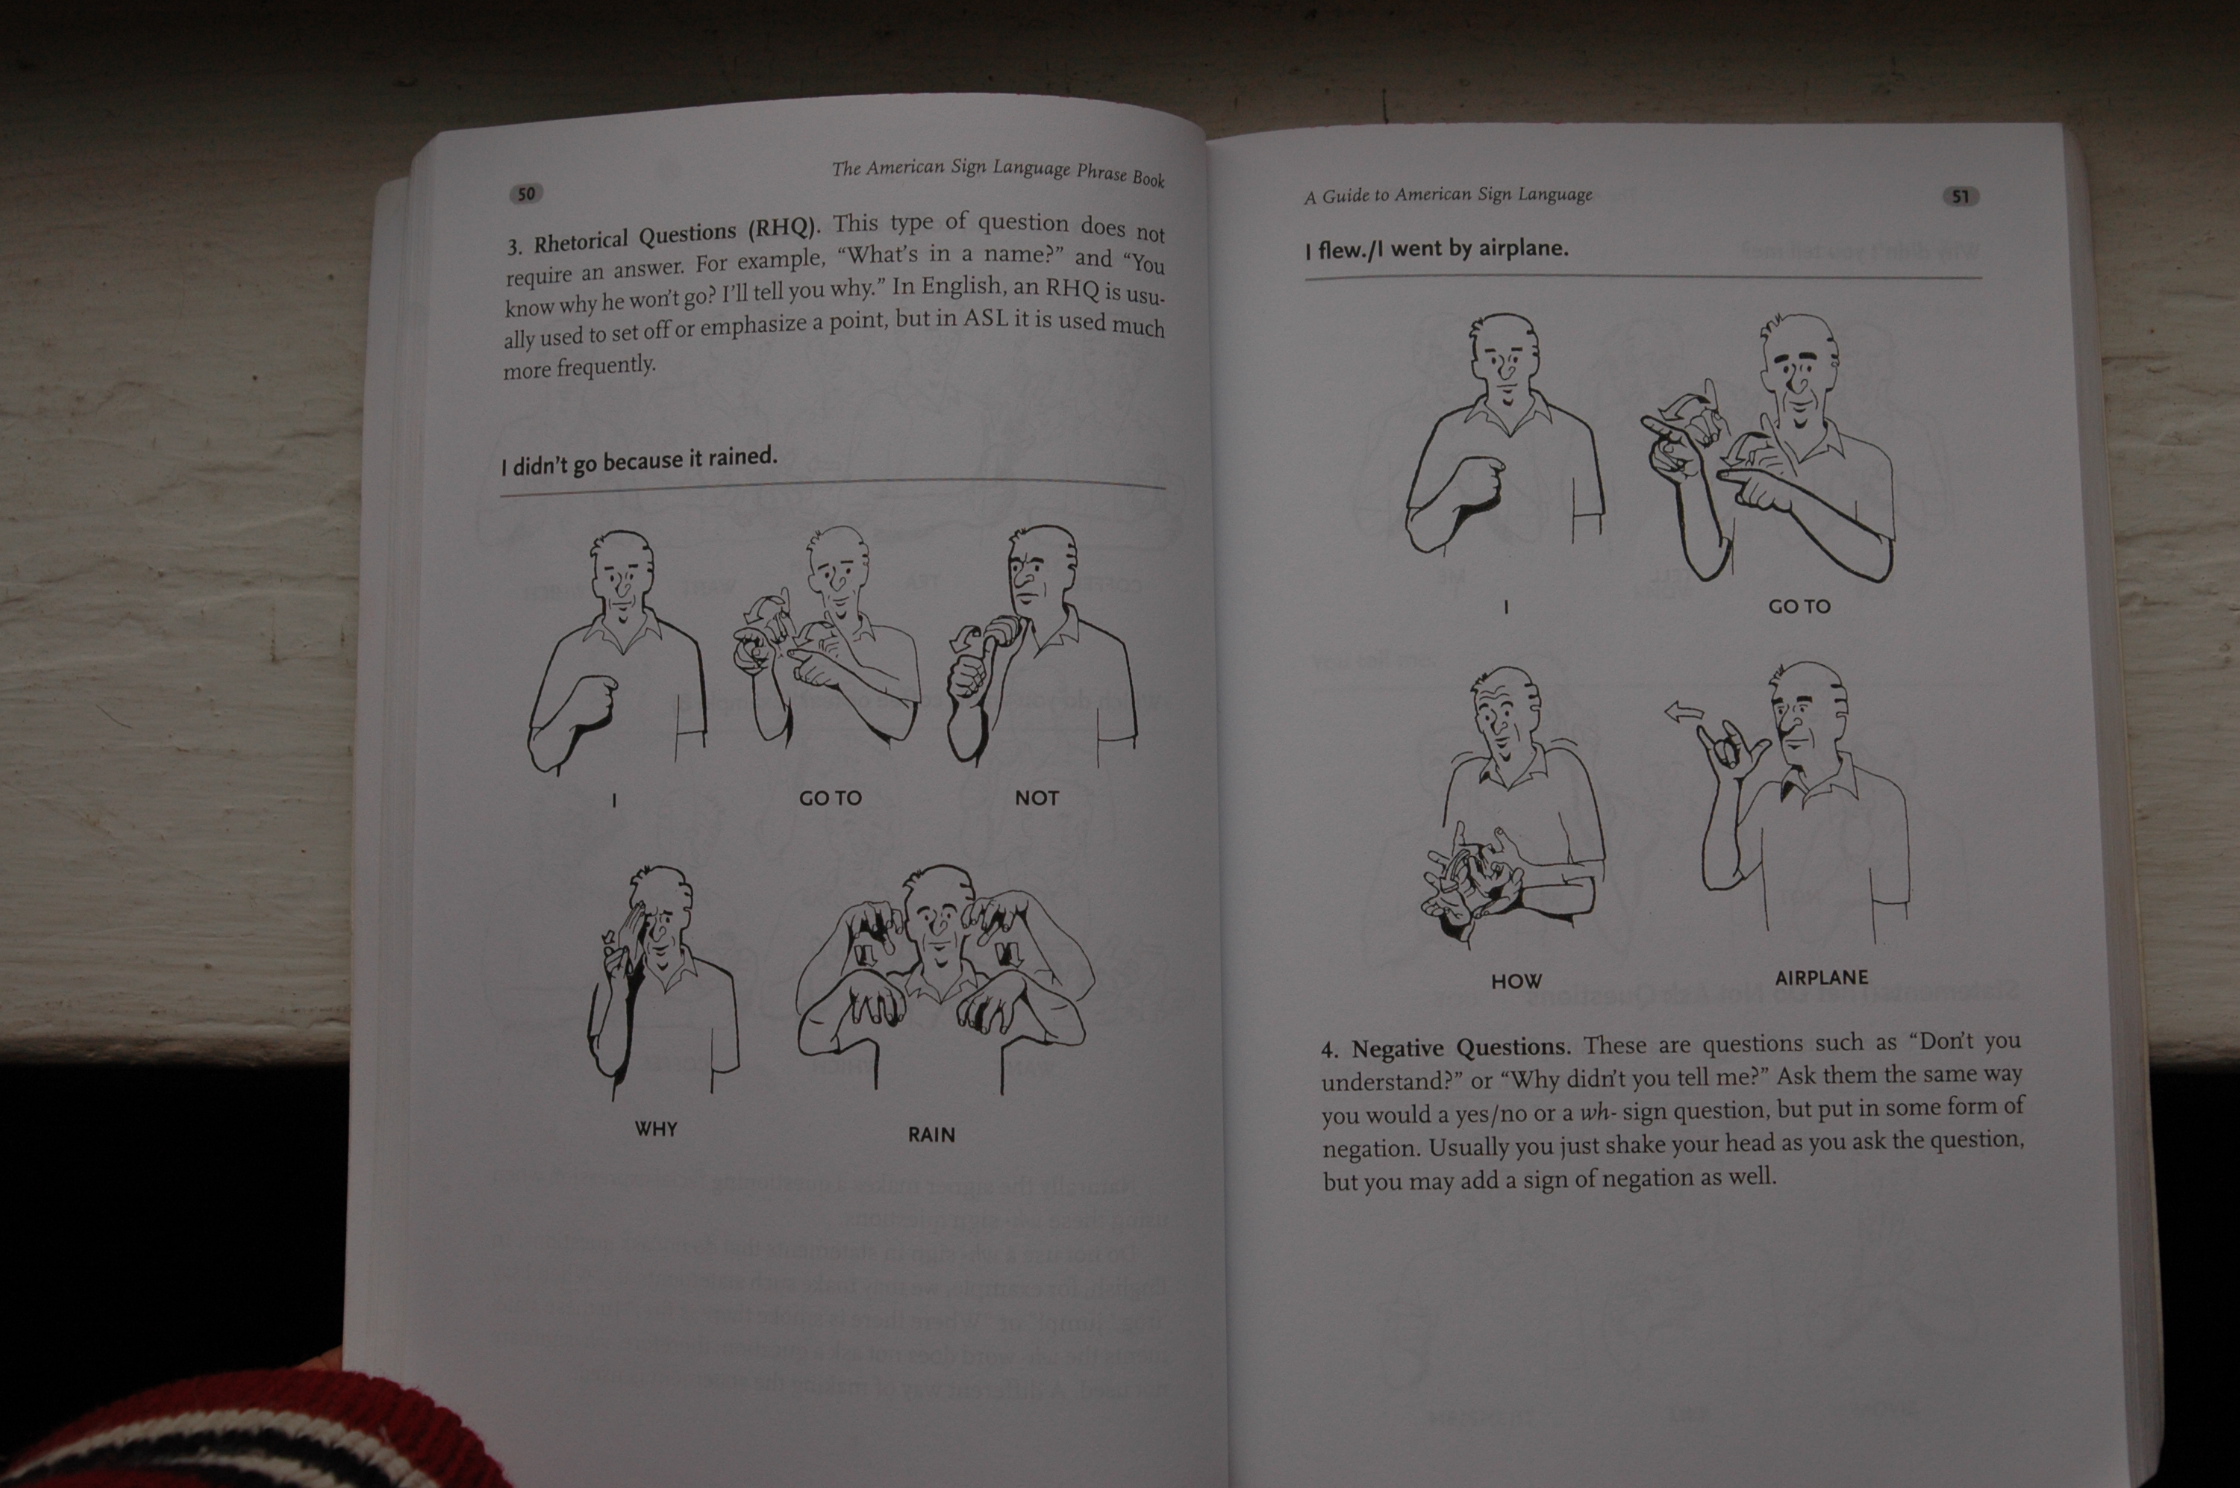 50
The American Sign Language Phrase Book
3. Rhetorical Questions (RHQ). This type of question does not
require an answer. For example, “What’s in a name?” and “You
know why he won’t go? I’ll tell you why.” In English, an RHQ is usu-
ally used to set off or emphasize a point, but in ASL it is used much
more frequently.
I didn’t go because it rained.
I
GO TO
NOT
WHY
RAIN
A Guide to American Sign Language
51
I flew./I went by airplane.
I
GO TO
HOW
AIRPLANE
4. Negative Questions. These are questions such as “Don’t you
understand?” or “Why didn’t you tell me?” Ask them the same way
you would a yes/no or a wh- sign question, but put in some form of
negation. Usually you just shake your head as you ask the question,
but you may add a sign of negation as well.